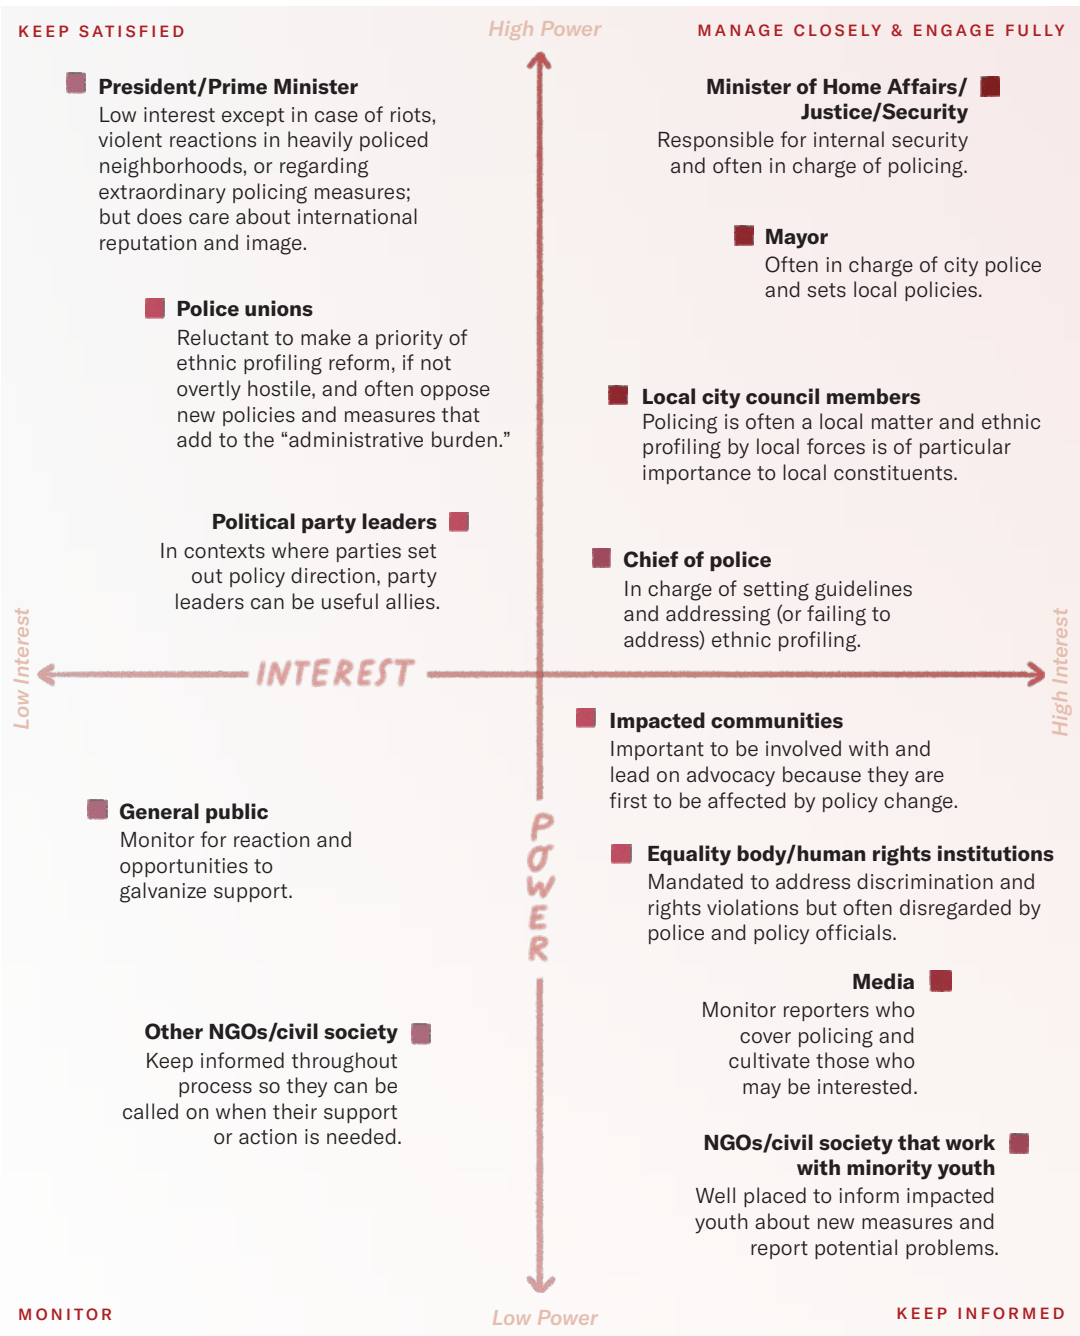 KEEP SATISFIED
High Power
MANAGE CLOSELY & ENGAGE FULLY
President/Prime Minister
Low interest except in case of riots,
violent reactions in heavily policed
neighborhoods, or regarding
extraordinary policing measures;
but does care about international
reputation and image.
Minister of Home Affairs/
Justice/Security
Responsible for internal security
and often in charge of policing.
Mayor
Often in charge of city police
and sets local policies.
Police unions
Reluctant to make a priority of
ethnic profiling reform, if not
overtly hostile, and often oppose
new policies and measures that
add to the “administrative burden.”
Local city council members
Policing is often a local matter and ethnic
profiling by local forces is of particular
importance to local constituents.
Political party leaders
In contexts where parties set
out policy direction, party
leaders can be useful allies.
Chief of police
In charge of setting guidelines
and addressing (or failing to
address) ethnic profiling.
Low Interest
INTEREST
High Interest
Impacted communities
Important to be involved with and
lead on advocacy because they are
first to be affected by policy change.
General public
Monitor for reaction and
opportunities to
galvanize support.
POWER
Equality body/human rights institutions
Mandated to address discrimination and
rights violations but often disregarded by
police and policy officials.
Media
Monitor reporters who
cover policing and
cultivate those who
may be interested.
Other NGOs/civil society
Keep informed throughout
process so they can be
called on when their support
or action is needed.
NGOs/civil society that work
with minority youth
Well placed to inform impacted
youth about new measures and
report potential problems.
MONITOR
Low Power
KEEP INFORMED